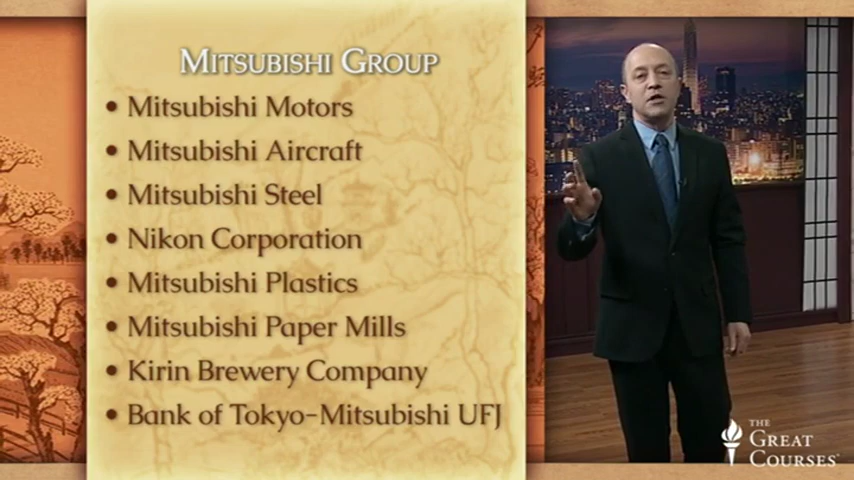 MITSUBISHI GROUP
• Mitsubishi Motors
• Mitsubishi Aircraft
• Mitsubishi Steel
• Nikon Corporation
• Mitsubishi Plastics
• Mitsubishi Paper Mills
• Kirin Brewery Company
• Bank of Tokyo-Mitsubishi UFJ
THE
GREAT
COURSES®